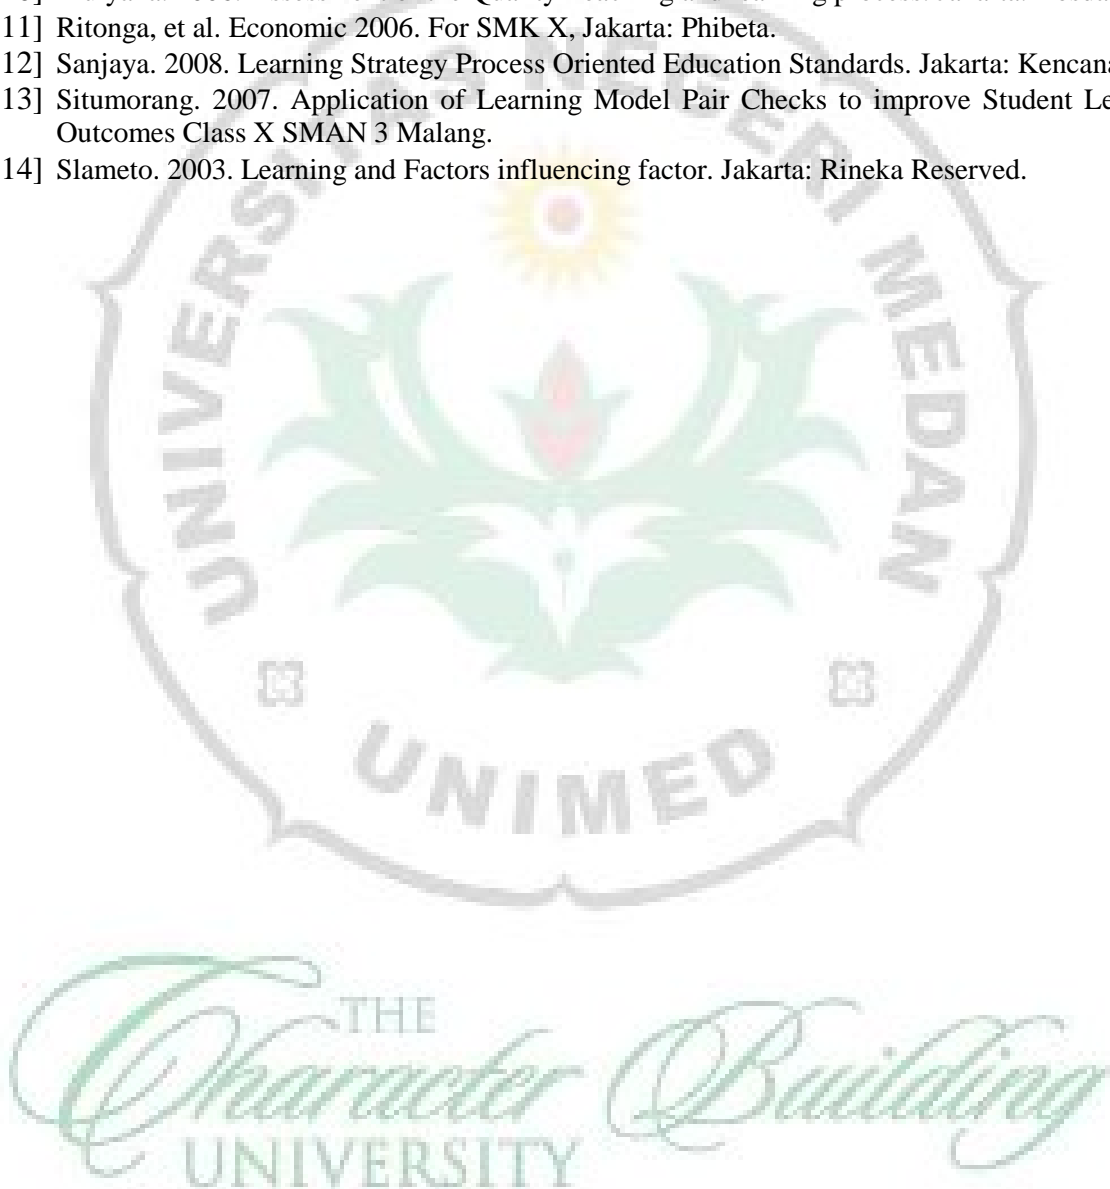 11] Ritonga, et al. Economic 2006. For SMK X, Jakarta: Phibeta.
12] Sanjaya. 2008. Learning Strategy Process Oriented Education Standards. Jakarta: Kencana
13] Situmorang. 2007. Application of Learning Model Pair Checks to improve Student Le
Outcomes Class X SMAN 3 Malang.
14] Slameto. 2003. Learning and Factors influencing factor. Jakarta: Rineka Reserved.
UNIVERSITAS NEGERI MEDAN
UNIMED
THE
Character Building
UNIVERSITY